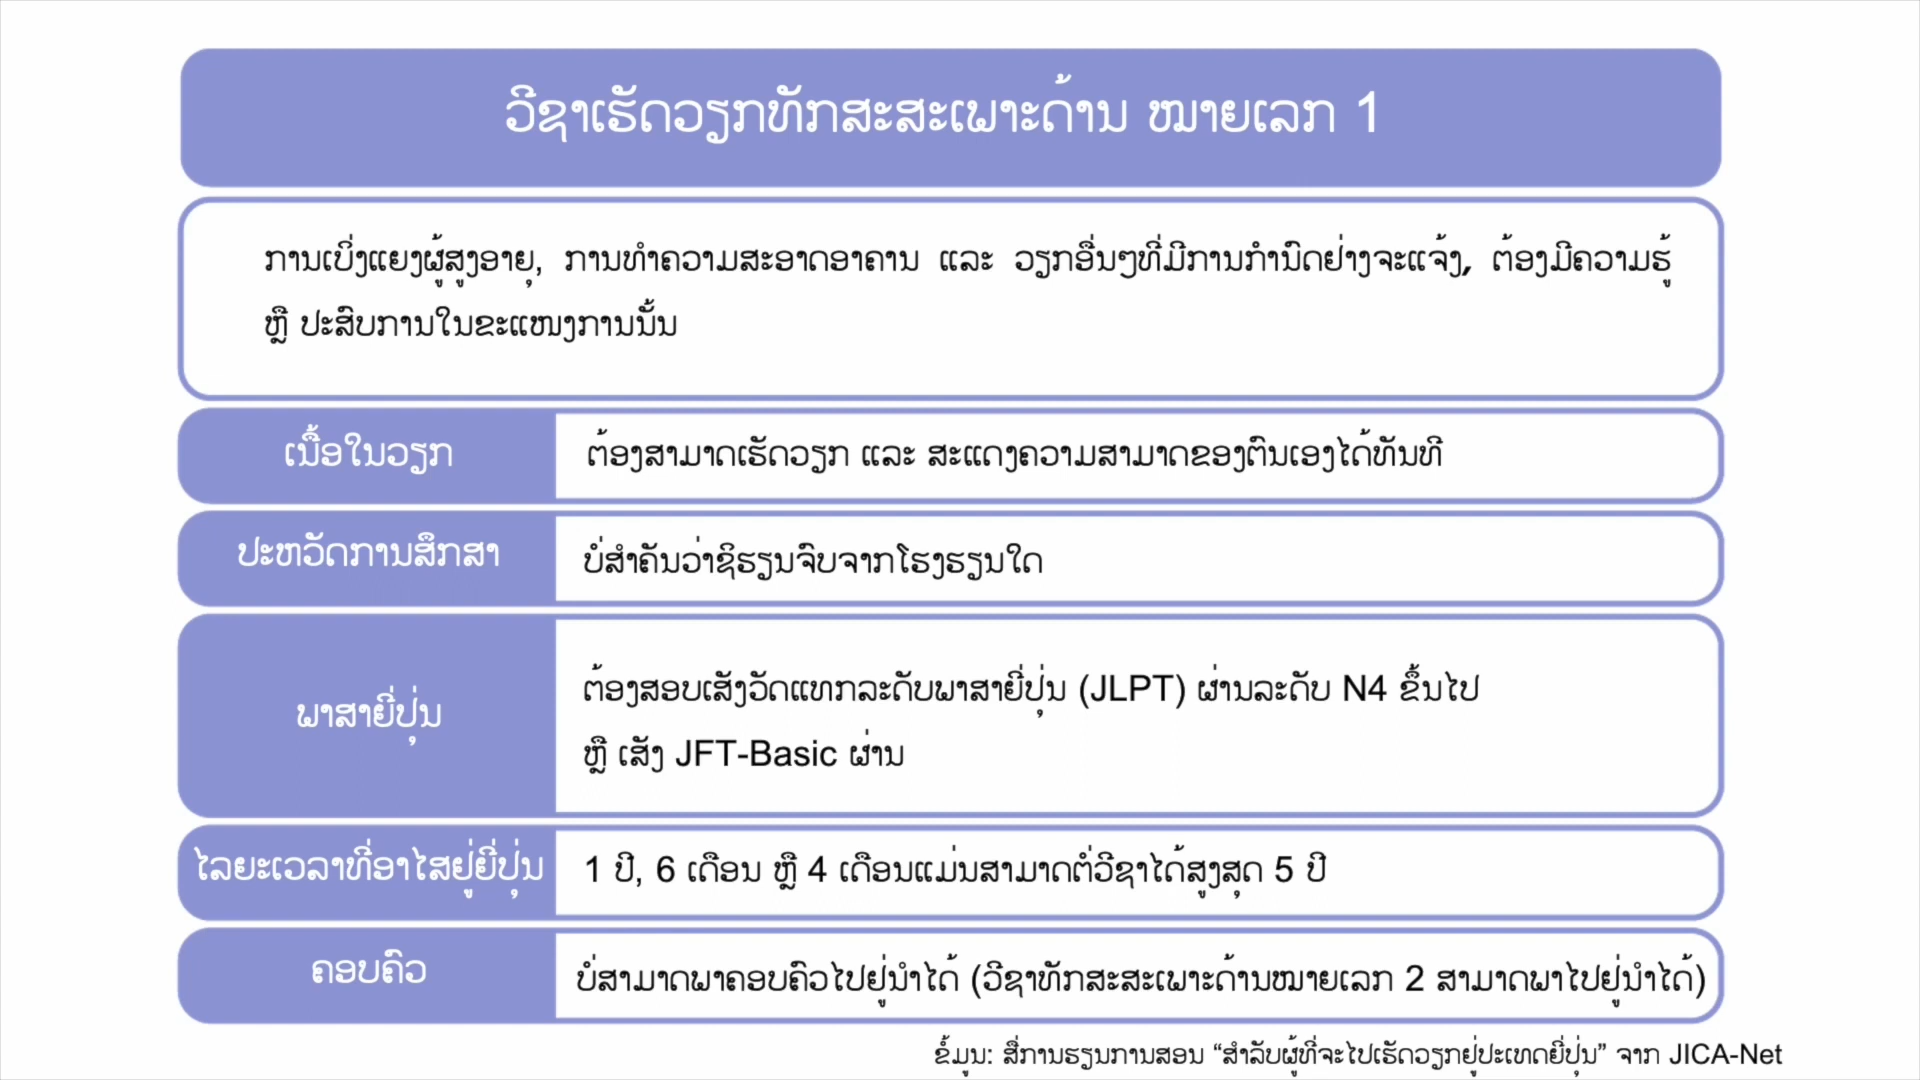 ວີຊາເຮັດວຽກທັກສະສະເພາະດ້ານ ໝາຍເລກ 1
ການເບິ່ງແຍງຜູ້ສູງອາຍຸ, ການທຳຄວາມສະອາດອາຄານ ແລະ ວຽກອື່ນໆທີ່ມີການກຳນົດຢ່າງຈະແຈ້ງ, ຕ້ອງມີຄວາມຮູ້
ຫຼື ປະສົບການໃນຂະແໜງການນັ້ນ
ເນື້ອໃນວຽກ
ຕ້ອງສາມາດເຮັດວຽກ ແລະ ສະແດງຄວາມສາມາດຂອງຕົນເອງໄດ້ທັນທີ
ປະຫວັດການສຶກສາ
ບໍ່ສຳຄັນວ່າຊິຮຽນຈົບຈາກໂຮງຮຽນໃດ
ພາສາຍີ່ປຸ່ນ
ຕ້ອງສອບເສັງວັດແທກລະດັບພາສາຍີ່ປຸ່ນ (JLPT) ຜ່ານລະດັບ N4 ຂຶ້ນໄປ
ຫຼື ເສັງ JFT-Basic ຜ່ານ
ໄລຍະເວລາທີ່ອາໄສຢູ່ຍີ່ປຸ່ນ
1 ປີ, 6 ເດືອນ ຫຼື 4 ເດືອນແມ່ນສາມາດຕໍ່ວີຊາໄດ້ສູງສຸດ 5 ປີ
ຄອບຄົວ
ບໍ່ສາມາດພາຄອບຄົວໄປຢູ່ນຳໄດ້ (ວີຊາທັກສະສະເພາະດ້ານໝາຍເລກ 2 ສາມາດພາໄປຢູ່ນຳໄດ້)
ຂໍ້ມູນ: ສື່ການຮຽນການສອນ “ສຳລັບຜູ້ທີ່ຈະໄປເຮັດວຽກຢູ່ປະເທດຍີ່ປຸ່ນ” ຈາກ JICA-Net